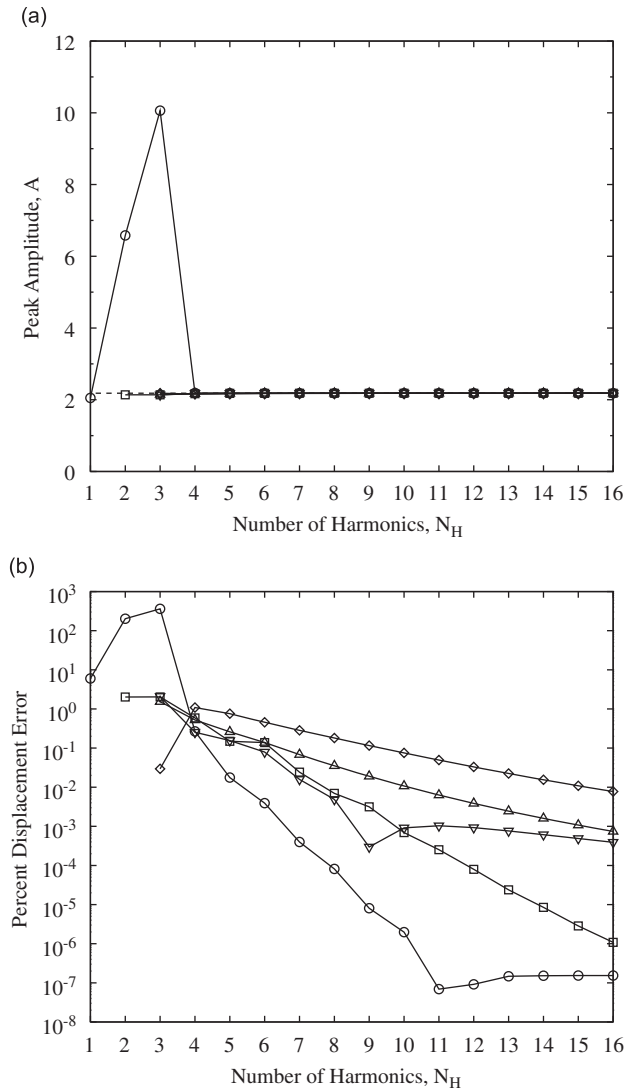 (a)
12
10
8
6
4
2
0
Peak Amplitude, A
1 2 3 4 5 6 7 8 9 10 11 12 13 14 15 16
Number of Harmonics, N_H
(b)
10^3
10^2
10^1
10^0
10^-1
10^-2
10^-3
10^-4
10^-5
10^-6
10^-7
10^-8
Percent Displacement Error
1 2 3 4 5 6 7 8 9 10 11 12 13 14 15 16
Number of Harmonics, N_H